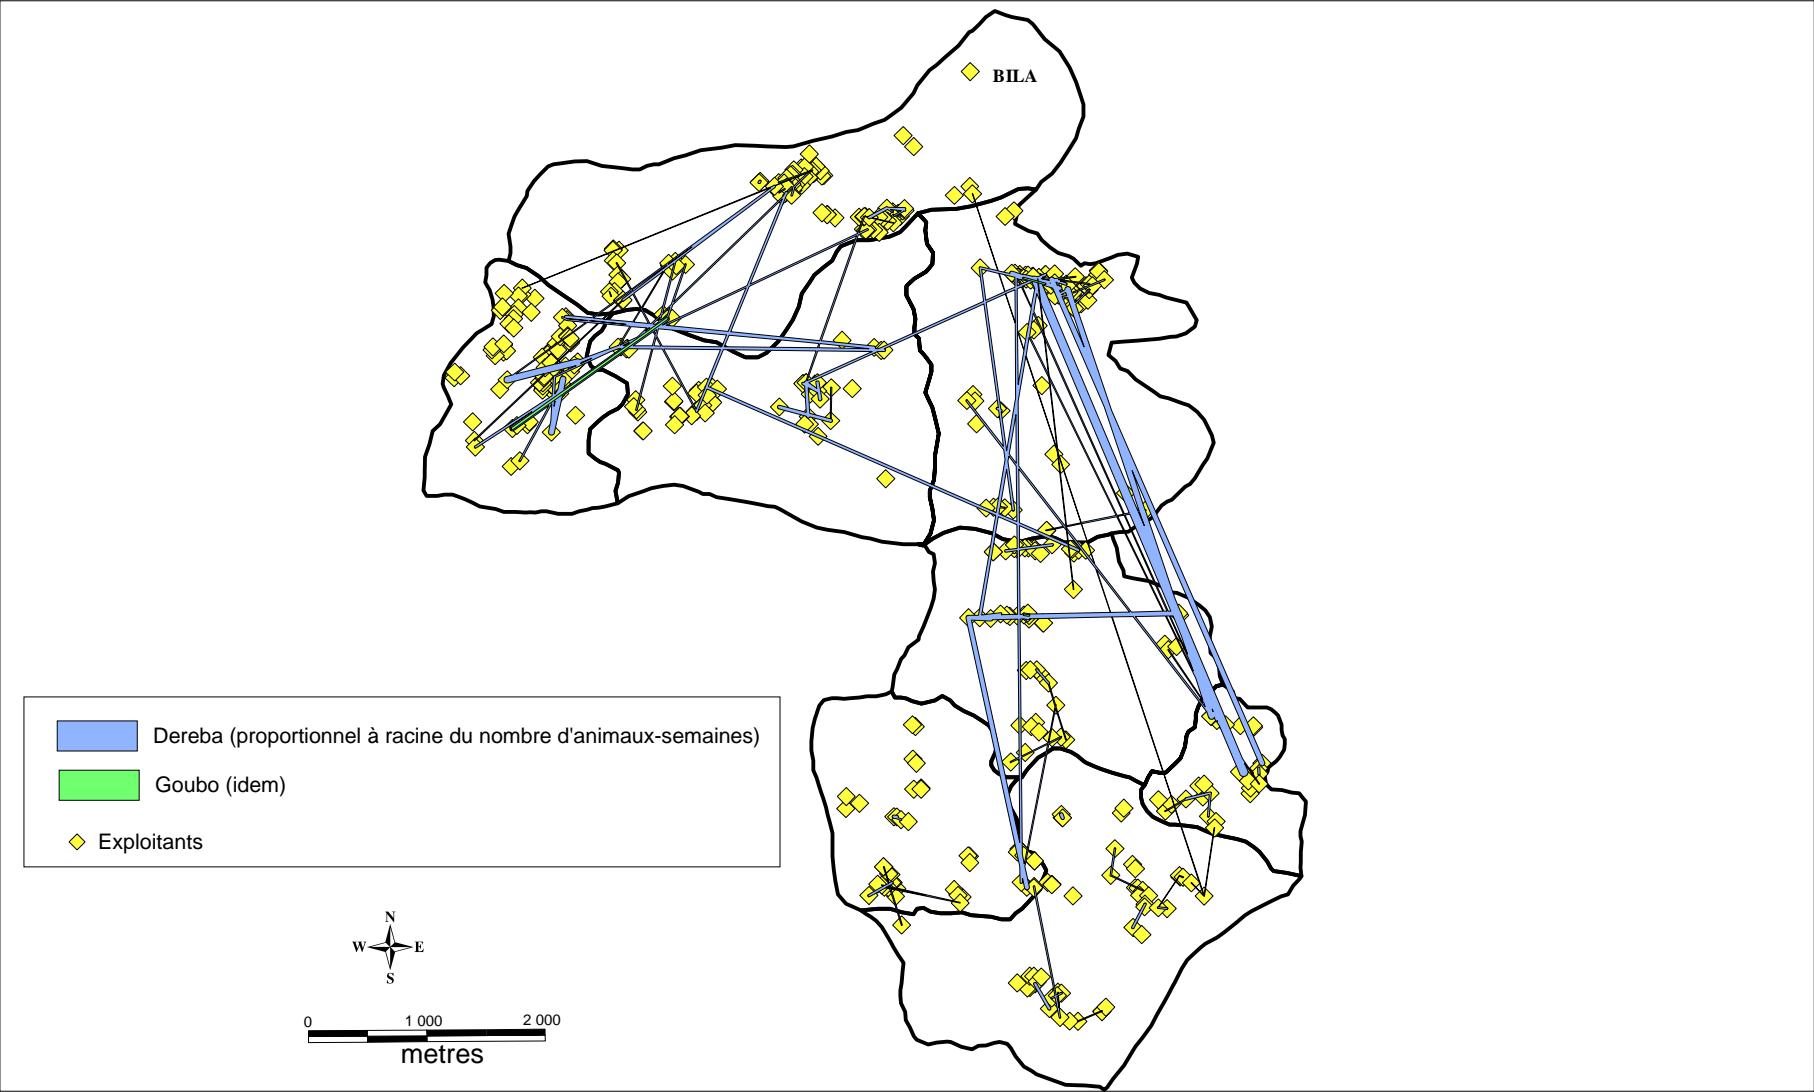 BILA
Dereba (proportionnel à racine du nombre d'animaux-semaines)
Goubo (idem)
Exploitants
N
W E
S
0 1 000 2 000
metres